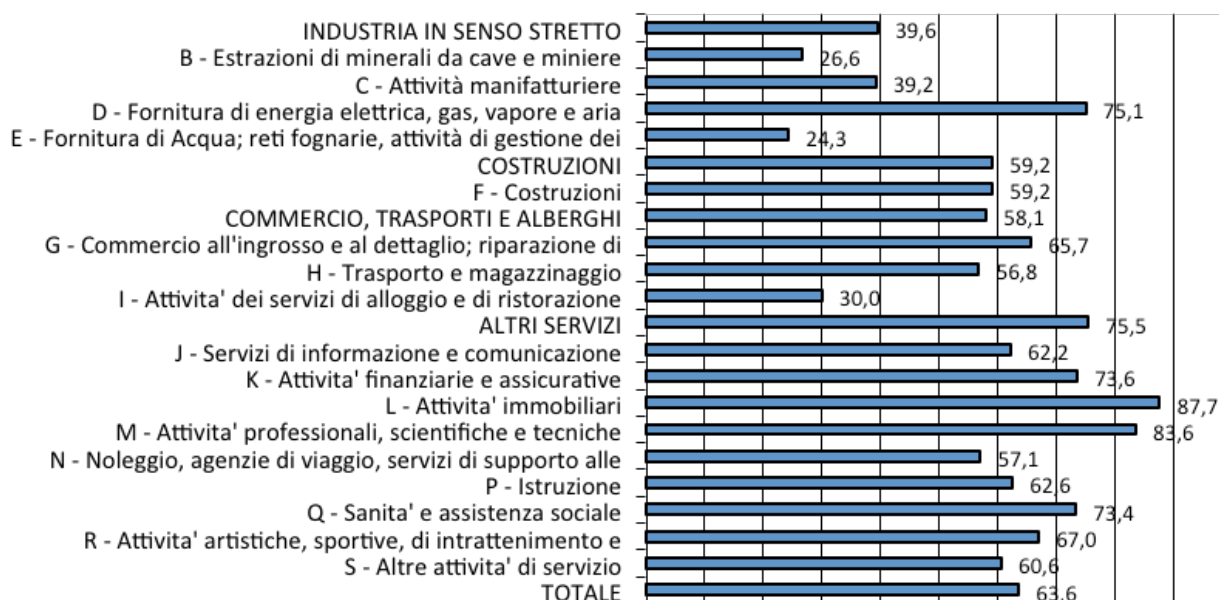 INDUSTRIA IN SENSO STRETTO 39,6
B - Estrazioni di minerali da cave e miniere 26,6
C - Attività manifatturiere 39,2
D - Fornitura di energia elettrica, gas, vapore e aria 75,1
E - Fornitura di Acqua; reti fognarie, attività di gestione dei 24,3
COSTRUZIONI 59,2
F - Costruzioni 59,2
COMMERCIO, TRASPORTI E ALBERGHI 58,1
G - Commercio all'ingrosso e al dettaglio; riparazione di 65,7
H - Trasporto e magazzinaggio 56,8
I - Attivita' dei servizi di alloggio e di ristorazione 30,0
ALTRI SERVIZI 75,5
J - Servizi di informazione e comunicazione 62,2
K - Attivita' finanziarie e assicurative 73,6
L - Attivita' immobiliari 87,7
M - Attivita' professionali, scientifiche e tecniche 83,6
N - Noleggio, agenzie di viaggio, servizi di supporto alle 57,1
P - Istruzione 62,6
Q - Sanita' e assistenza sociale 73,4
R - Attivita' artistiche, sportive, di intrattenimento e 67,0
S - Altre attivita' di servizio 60,6
TOTALE 63,6